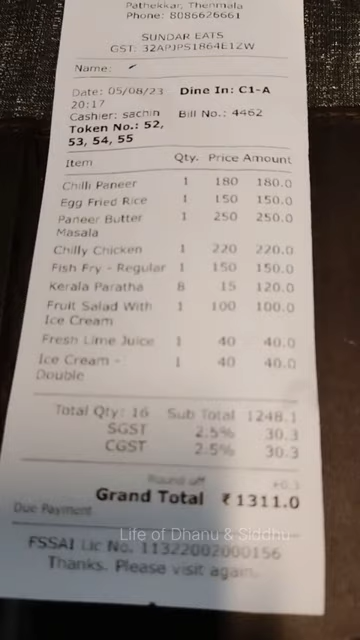 Pathekkar, Thenmala
Phone: 8086626661
SUNDAR EATS
GST: 32APJPS1864E1ZW
Name:
Date: 05/08/23 Dine In: C1-A
20:17
Cashier: sachin Bill No.: 4462
Token No.: 52,
53, 54, 55
Item Qty. Price Amount
Chilli Paneer 1 180 180.0
Egg Fried Rice 1 150 150.0
Paneer Butter 1 250 250.0
Masala
Chilly Chicken 1 220 220.0
Fish Fry - Regular 1 150 150.0
Kerala Paratha 8 15 120.0
Fruit Salad With 1 100 100.0
Ice Cream
Fresh Lime Juice 1 40 40.0
Ice Cream - 1 40 40.0
Double
Total Qty: 16 Sub Total 1248.1
SGST 2.5% 30.3
CGST 2.5% 30.3
Round off +0.3
Grand Total ₹1311.0
Due Payment
Life of Dhanu & Siddhu
FSSAI Lic No. 11322002000156
Thanks. Please visit again.